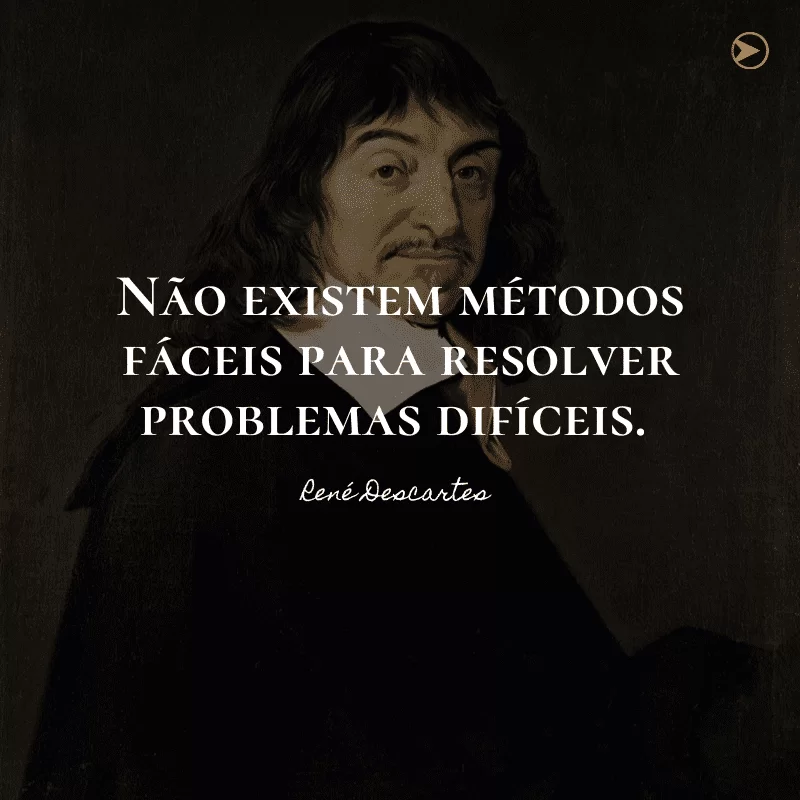 Não existem métodos
fáceis para resolver
problemas difíceis.
René Descartes